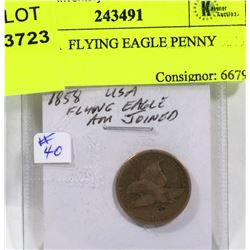 LOT 243491
3723
FLYING EAGLE PENNY
Consignor: 6679
1858 USA
FLYING EAGLE
AM JOINED
#
40